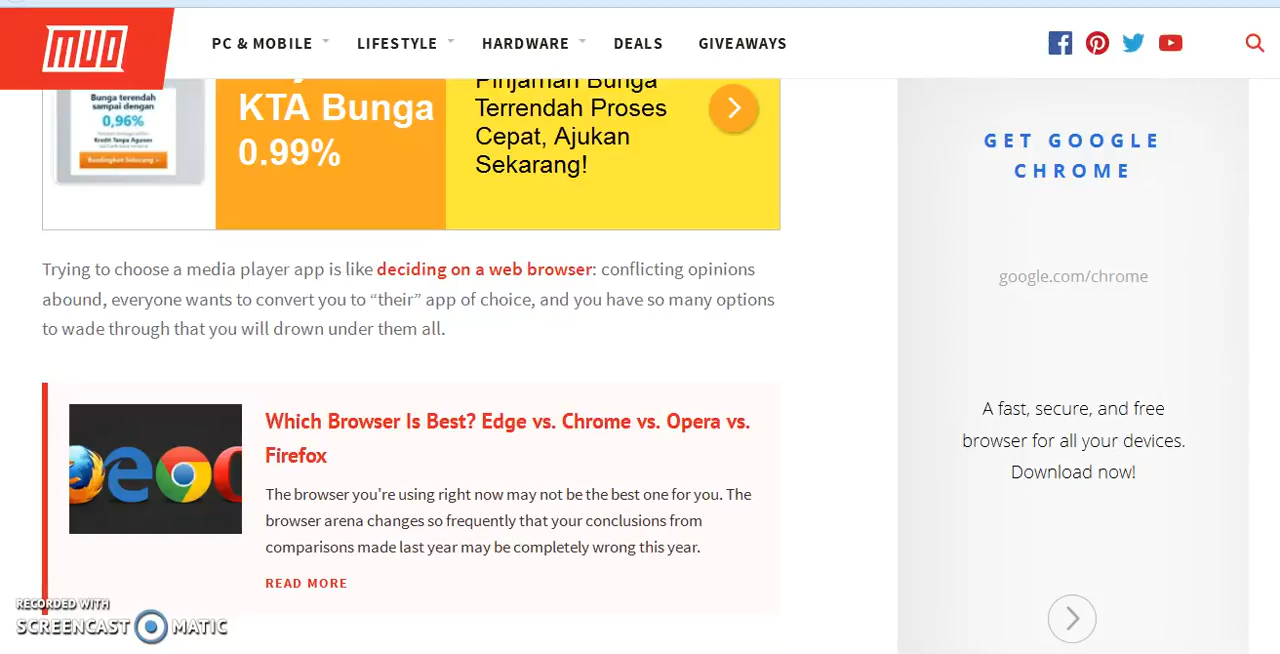 MUO
PC & MOBILE
LIFESTYLE
HARDWARE
DEALS
GIVEAWAYS
Bunga terendah
sampai dengan
0,96%
Kredit Tanpa Agunan
KTA Bunga
0.99%
Pinjaman Bunga
Terrendah Proses
Cepat, Ajukan
Sekarang!
Trying to choose a media player app is like deciding on a web browser: conflicting opinions
abound, everyone wants to convert you to “their” app of choice, and you have so many options
to wade through that you will drown under them all.
Which Browser Is Best? Edge vs. Chrome vs. Opera vs.
Firefox
The browser you're using right now may not be the best one for you. The
browser arena changes so frequently that your conclusions from
comparisons made last year may be completely wrong this year.
READ MORE
GET GOOGLE
CHROME
google.com/chrome
A fast, secure, and free
browser for all your devices.
Download now!
RECORDED WITH
SCREENCAST MATIC